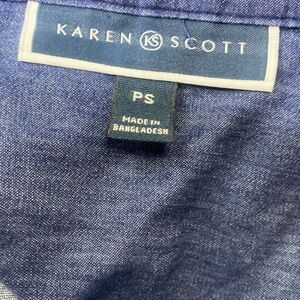 KAREN KS SCOTT
PS
MADE IN
BANGLADESH